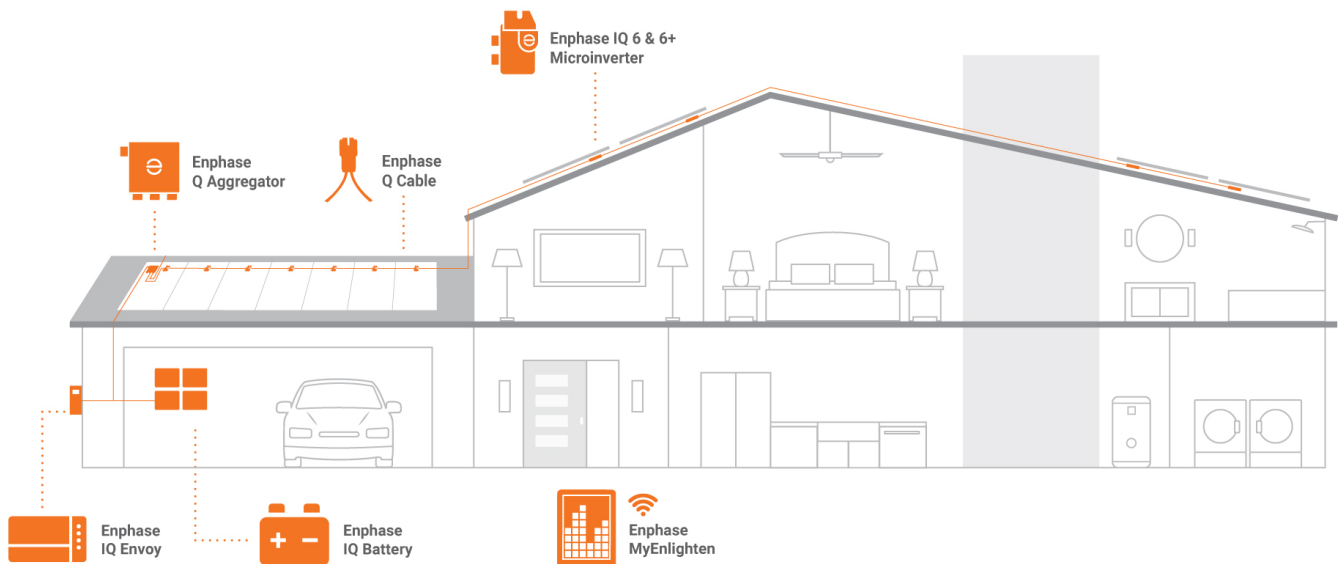 Enphase IQ 6 & 6+
Microinverter
Enphase
Q Aggregator
Enphase
Q Cable
Enphase
IQ Envoy
Enphase
IQ Battery
Enphase
MyEnlighten